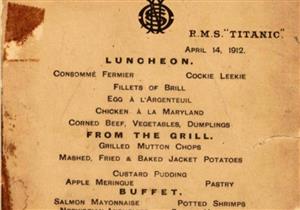 R.M.S. "TITANIC"
APRIL 14, 1912.
LUNCHEON.
CONSOMMÉ FERMIER COCKIE LEEKIE
FILLETS OF BRILL
EGG À L'ARGENTEUIL
CHICKEN À LA MARYLAND
CORNED BEEF, VEGETABLES, DUMPLINGS
FROM THE GRILL.
GRILLED MUTTON CHOPS
MASHED, FRIED & BAKED JACKET POTATOES
CUSTARD PUDDING
APPLE MERINGUE PASTRY
BUFFET.
SALMON MAYONNAISE POTTED SHRIMPS